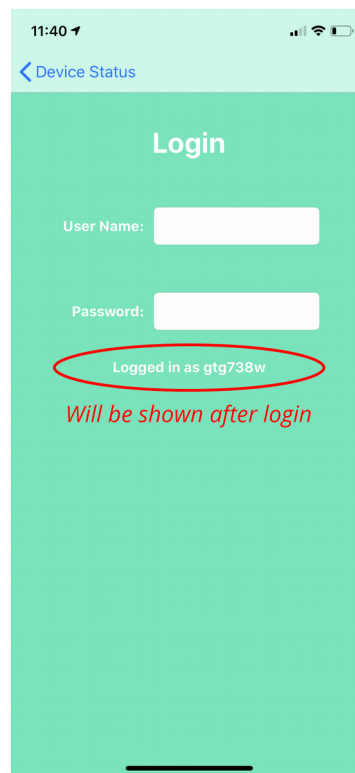 11:40
Device Status
Login
User Name:
Password:
Logged in as gtg738w
Will be shown after login